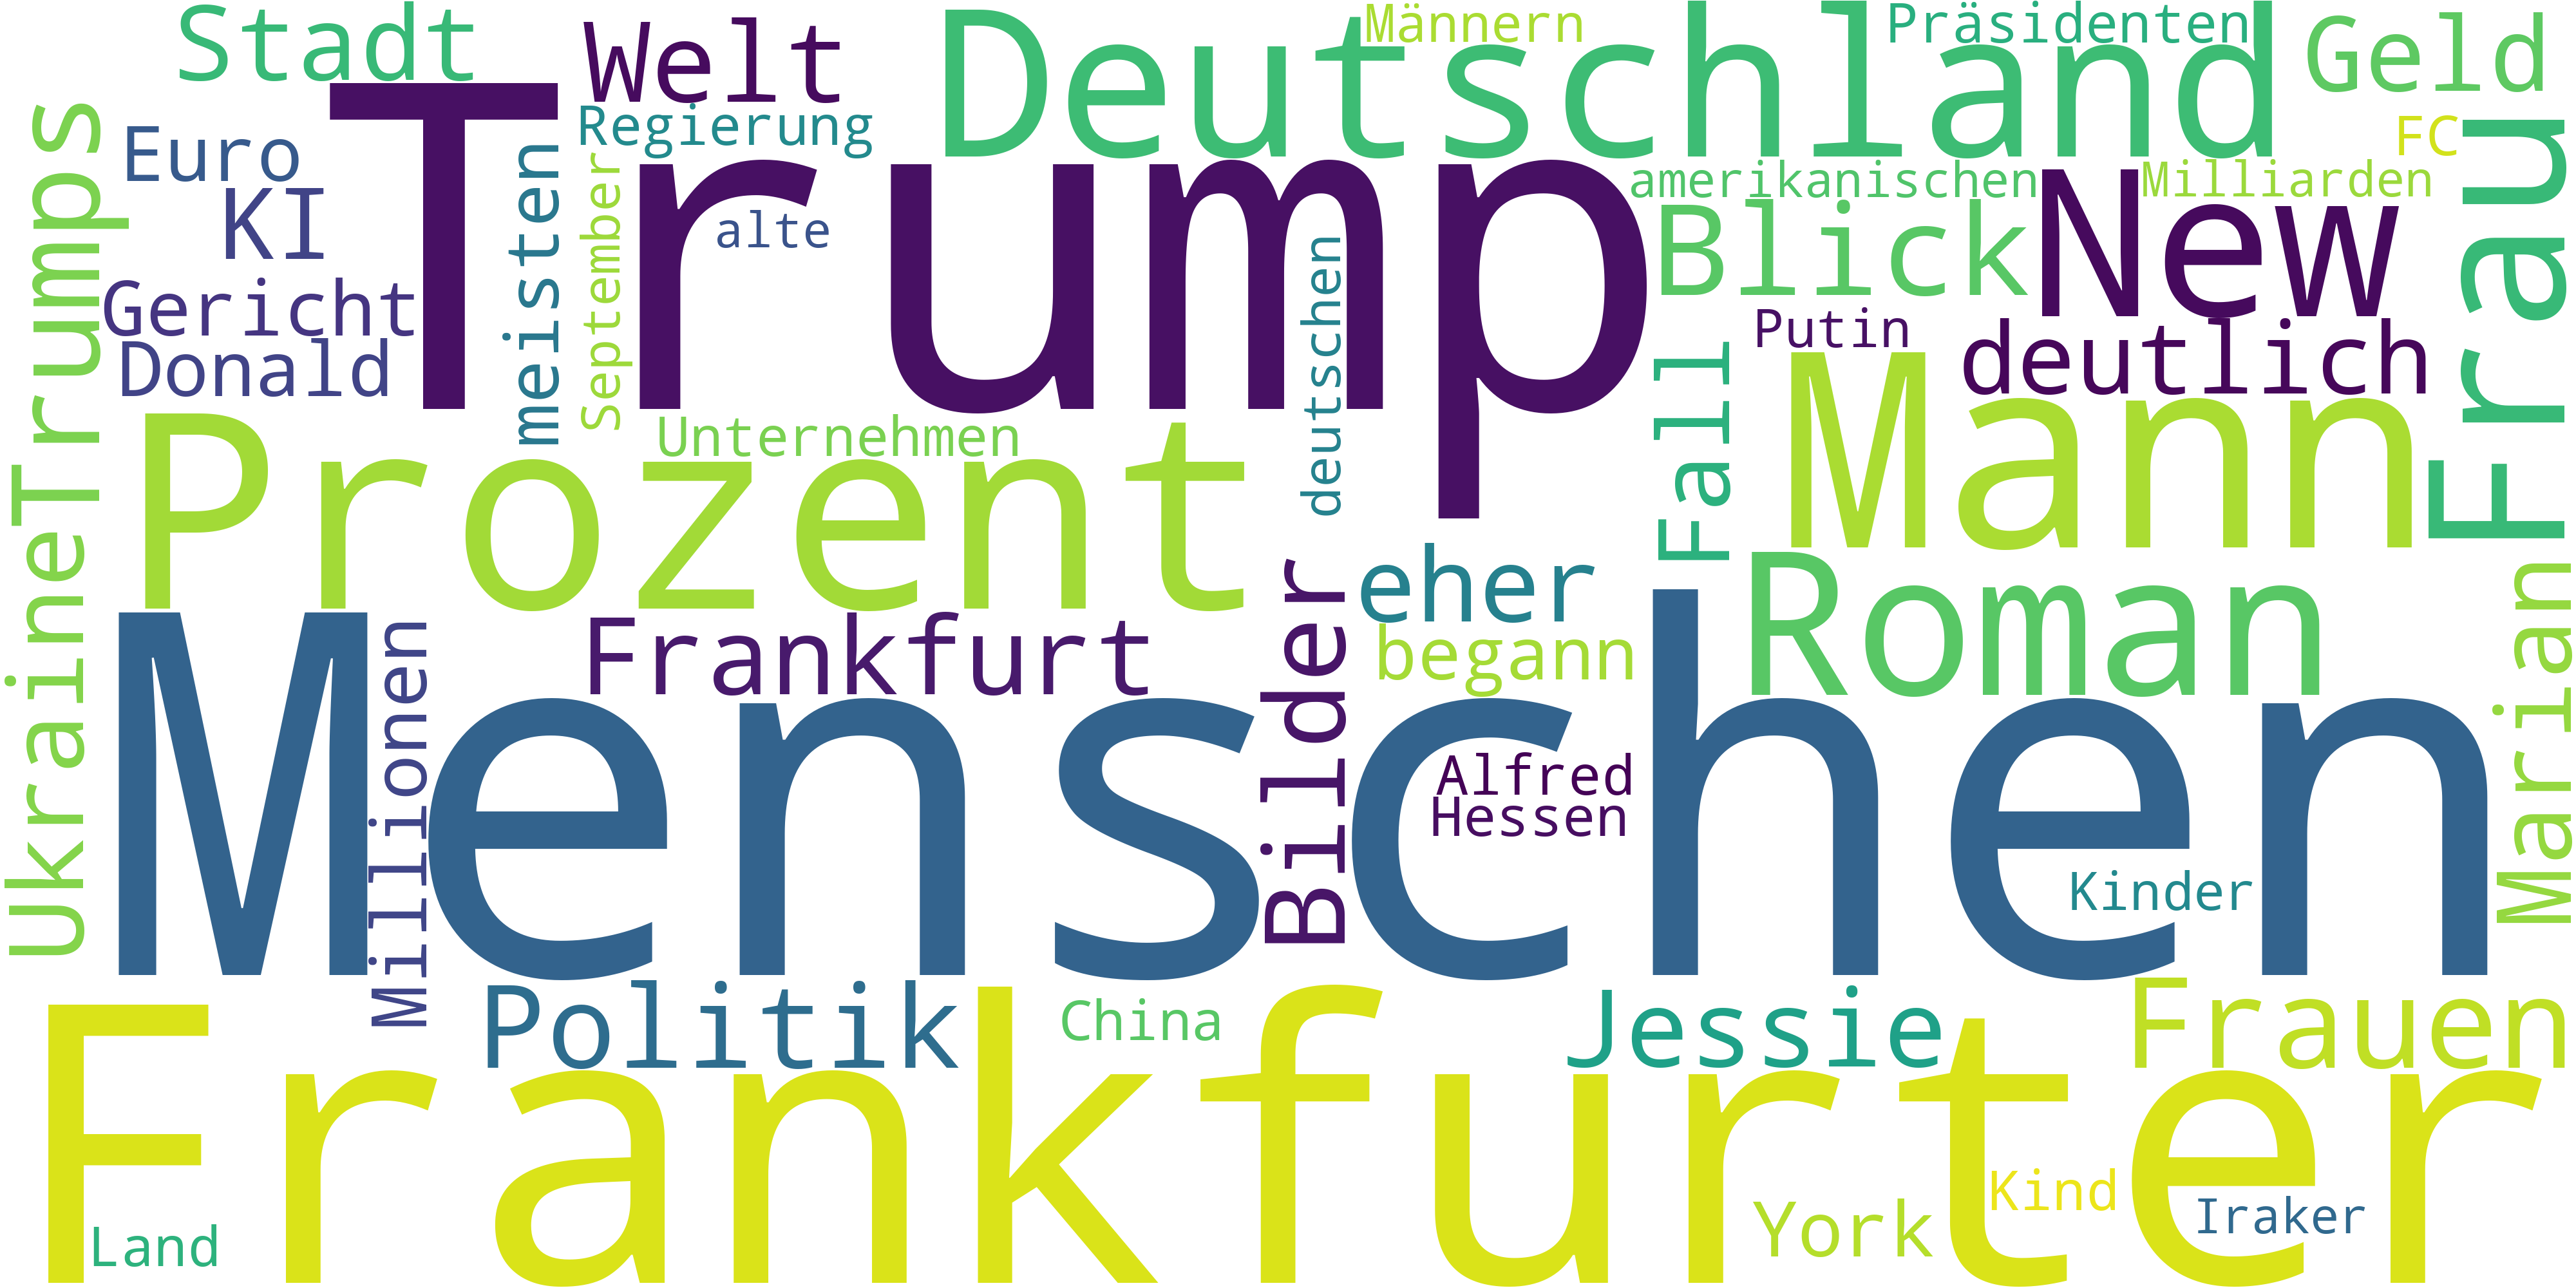 Stadt
Welt
Deutschland
Männern
Präsidenten
Geld
Euro
Regierung
FC
KI
Trump
alte
meisten
September
amerikanischen
Milliarden
Trumps
Gericht
Donald
deutschen
Blick
New
Frau
Putin
deutlich
Prozent
Unternehmen
Fall
Mann
Ukraine
Frankfurt
Bilder
eher
begann
Roman
Marian
Millionen
Menschen
Alfred
Hessen
Kinder
Politik
China
Jessie
Frauen
Frankfurter
Land
York
Kind
Iraker